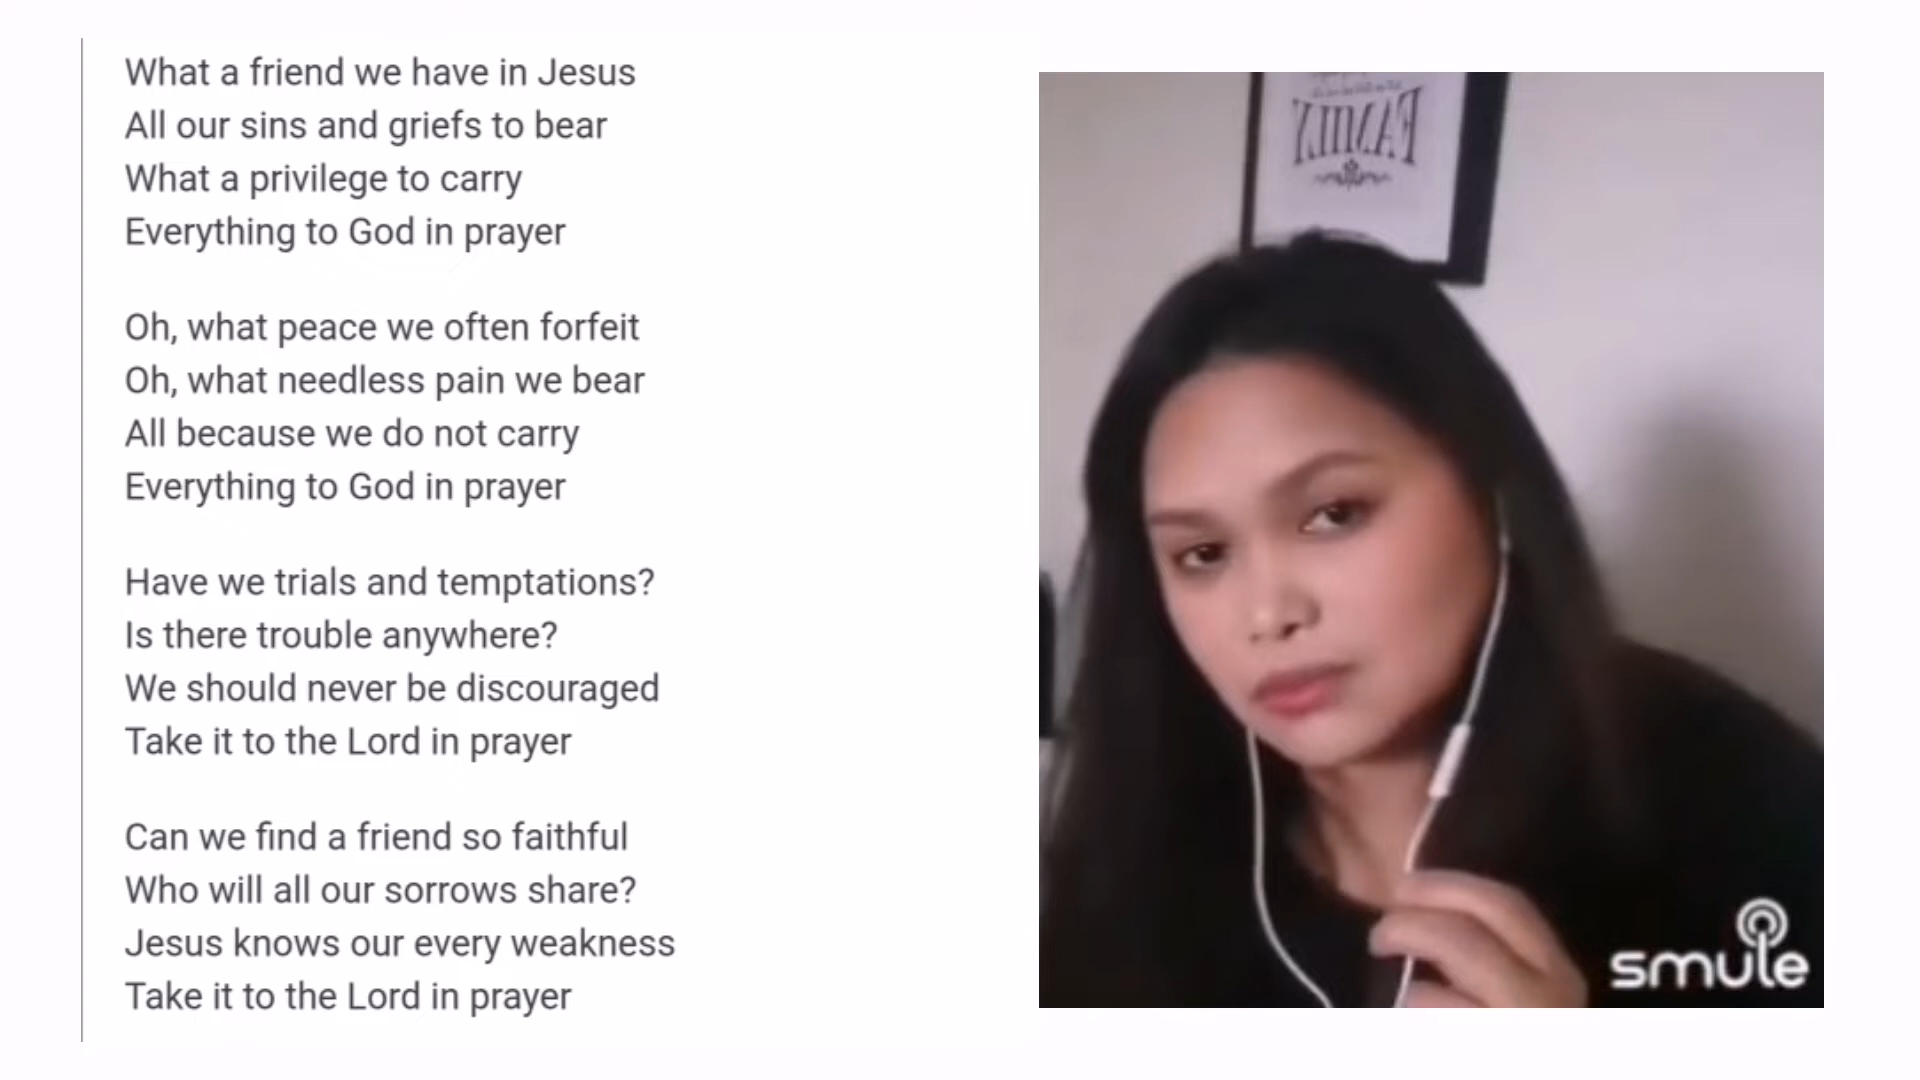 What a friend we have in Jesus
All our sins and griefs to bear
What a privilege to carry
Everything to God in prayer
Oh, what peace we often forfeit
Oh, what needless pain we bear
All because we do not carry
Everything to God in prayer
Have we trials and temptations?
Is there trouble anywhere?
We should never be discouraged
Take it to the Lord in prayer
Can we find a friend so faithful
Who will all our sorrows share?
Jesus knows our every weakness
Take it to the Lord in prayer
FAMILY
smule